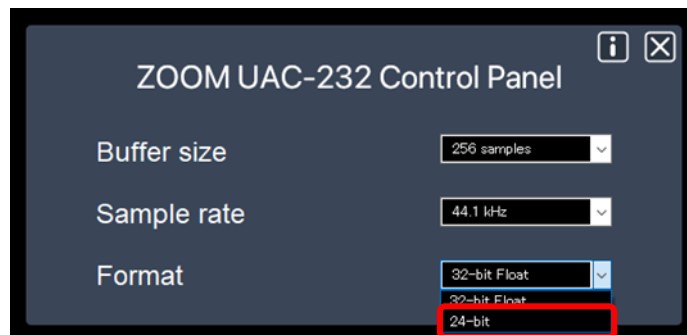 ZOOM UAC-232 Control Panel
Buffer size
256 samples
Sample rate
44.1 kHz
Format
32-bit Float
32-bit Float
24-bit